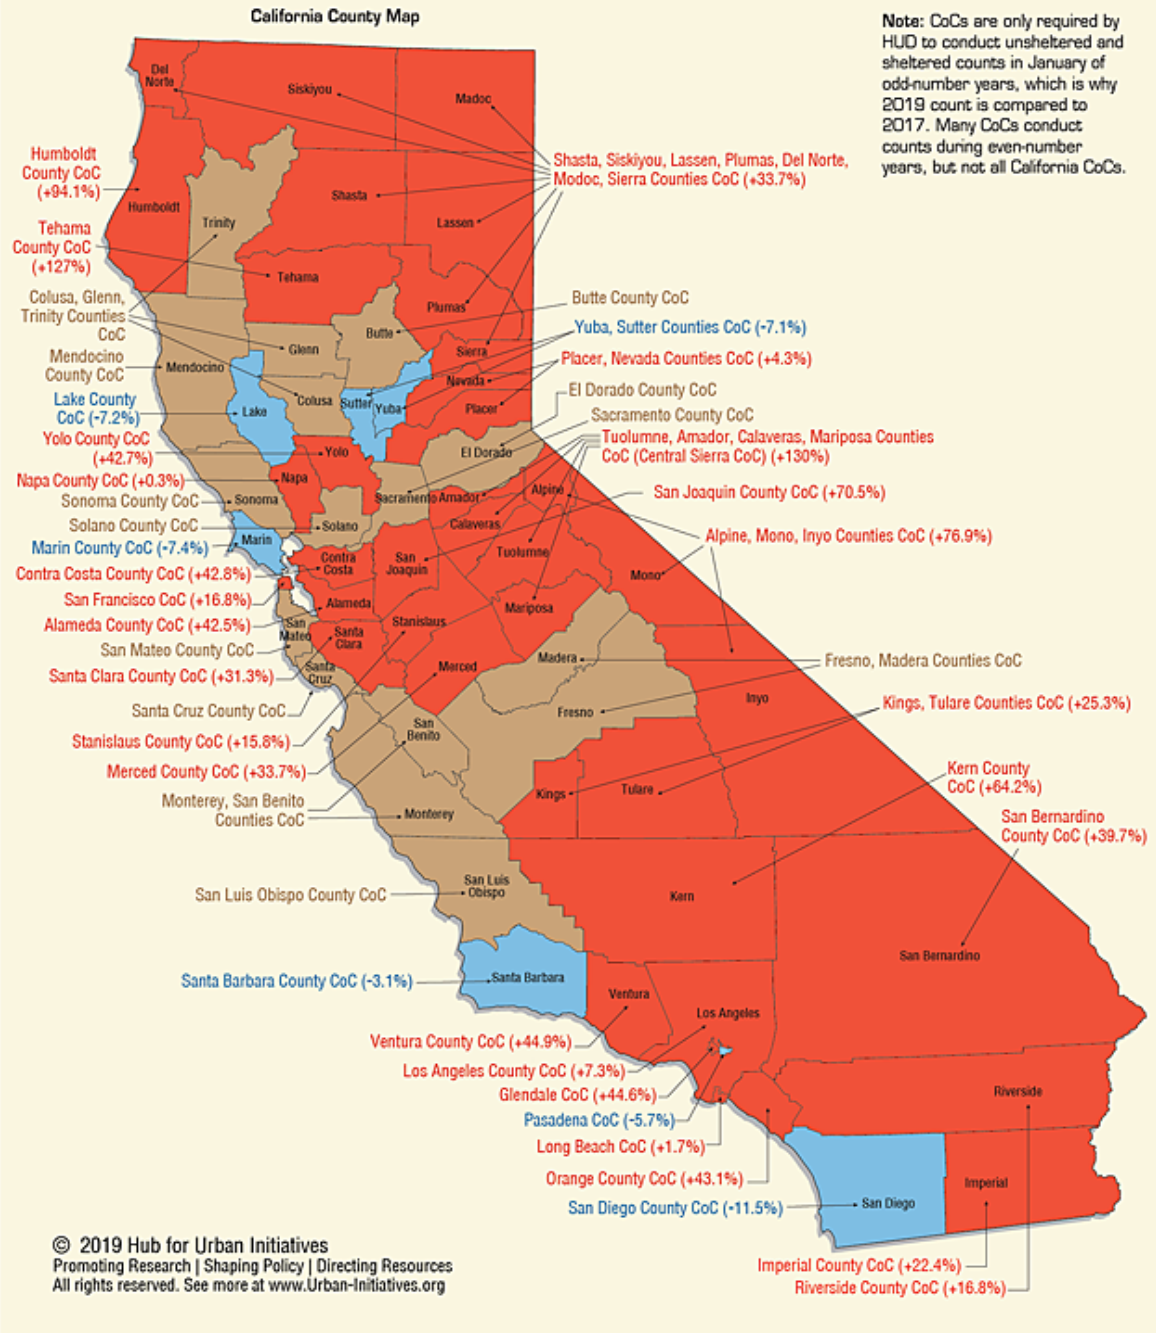 California County Map
Note: CoCs are only required by
HUD to conduct unsheltered and
sheltered counts in January of
odd-number years, which is why
2019 count is compared to
2017. Many CoCs conduct
counts during even-number
years, but not all California CoCs.
Del
Norte
Siskiyou
Madoc
Humboldt
County CoC
(+94.1%)
Shasta, Siskiyou, Lassen, Plumas, Del Norte,
Modoc, Sierra Counties CoC (+33.7%)
Humboldt
Trinity
Shasta
Lassen
Tehama
County CoC
(+127%)
Tehama
Plumas
Colusa, Glenn,
Trinity Counties
CoC
Butte County CoC
Yuba, Sutter Counties CoC (-7.1%)
Butte
Glenn
Sierra
Mendocino
County CoC
Mendocino
Placer, Nevada Counties CoC (+4.3%)
Nevada
El Dorado County CoC
Lake County
CoC (-7.2%)
Lake
Colusa
Sutter
Yuba
Placer
Sacramento County CoC
Yolo County CoC
(+42.7%)
Yolo
El Dorado
Tuolumne, Amador, Calaveras, Mariposa Counties
CoC (Central Sierra CoC) (+130%)
Napa County CoC (+0.3%)
Napa
Sonoma County CoC
Sonoma
Sacramento
Amador
Alpine
San Joaquin County CoC (+70.5%)
Solano County CoC
Solano
Calaveras
Marin County CoC (-7.4%)
Marin
Alpine, Mono, Inyo Counties CoC (+76.9%)
Contra Costa County CoC (+42.8%)
Contra
Costa
San
Joaquin
Tuolumne
Mono
San Francisco CoC (+16.8%)
Alameda County CoC (+42.5%)
Alameda
Mariposa
San
Mateo
Santa
Clara
Stanislaus
San Mateo County CoC
Santa Clara County CoC (+31.3%)
Santa
Cruz
Merced
Madera
Fresno, Madera Counties CoC
Santa Cruz County CoC
Inyo
Kings, Tulare Counties CoC (+25.3%)
San
Benito
Fresno
Stanislaus County CoC (+15.8%)
Merced County CoC (+33.7%)
Kern County
CoC (+64.2%)
Monterey, San Benito
Counties CoC
Monterey
Kings
Tulare
San Bernardino
County CoC (+39.7%)
San Luis Obispo County CoC
San Luis
Obispo
Kern
San Bernardino
Santa Barbara County CoC (-3.1%)
Santa Barbara
Ventura
Los Angeles
Ventura County CoC (+44.9%)
Los Angeles County CoC (+7.3%)
Glendale CoC (+44.6%)
Riverside
Pasadena CoC (-5.7%)
Long Beach CoC (+1.7%)
Orange County CoC (+43.1%)
Imperial
San Diego County CoC (-11.5%)
San Diego
© 2019 Hub for Urban Initiatives
Promoting Research | Shaping Policy | Directing Resources
All rights reserved. See more at www.Urban-Initiatives.org
Imperial County CoC (+22.4%)
Riverside County CoC (+16.8%)